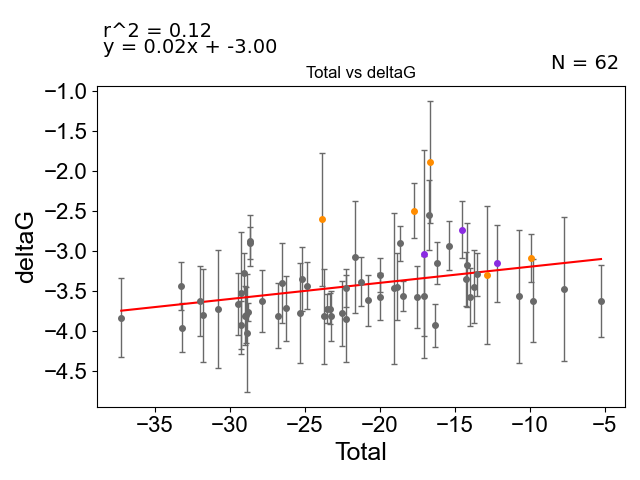 r^2 = 0.12
y = 0.02x + -3.00
N = 62
Total vs deltaG
−1.0
−1.5
−2.0
−2.5
−3.0
−3.5
−4.0
−4.5
deltaG
−35 −30 −25 −20 −15 −10 −5
Total